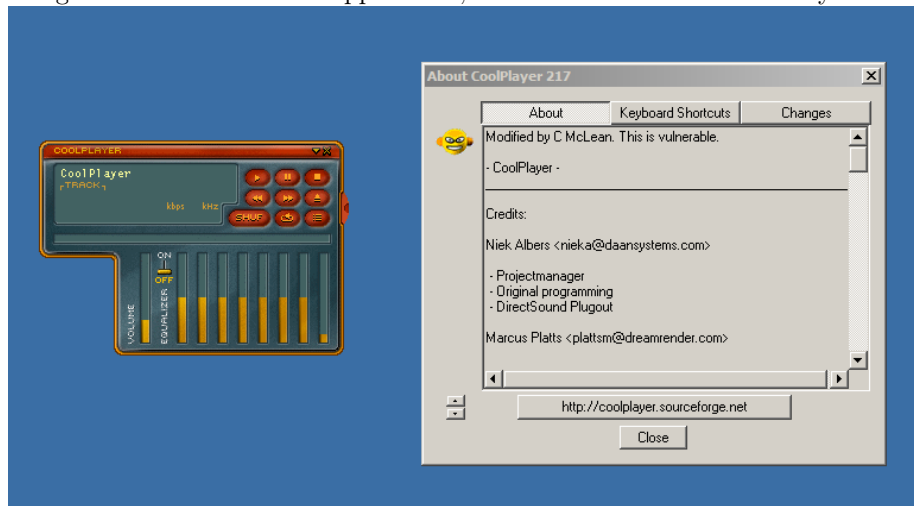 COOLPLAYER
CoolPlayer
TRACK
kbps kHz
SHUF
ON
OFF
VOLUME
EQUALIZER
About CoolPlayer 217
About Keyboard Shortcuts Changes
Modified by C McLean. This is vulnerable.
- CoolPlayer -
Credits:
Niek Albers <nieka@daansystems.com>
- Projectmanager
- Original programming
- DirectSound Plugout
Marcus Platts <plattsm@dreamrender.com>
http://coolplayer.sourceforge.net
Close